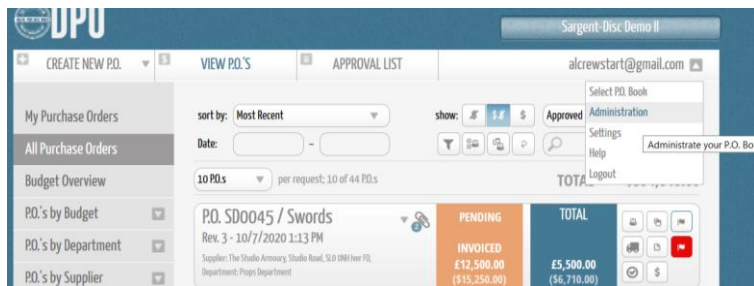 DPO
Sargent-Disc Demo II
CREATE NEW P.O.
VIEW P.O.'S
APPROVAL LIST
alcrewstart@gmail.com
Select P.O. Book
Administration
Settings
Help
Logout
Administrate your P.O. Bo
My Purchase Orders
All Purchase Orders
Budget Overview
P.O.'s by Budget
P.O.'s by Department
P.O.'s by Supplier
sort by: Most Recent
show: $ Approved
Date: -
10 P.O.s per request; 10 of 44 P.O.s
TOTAL
P.O. SD0045 / Swords
2
Rev. 3 - 10/7/2020 1:13 PM
Supplier: The Studio Armoury, Studio Road, SL0 0NH Iver FQ,
Department: Props Department
PENDING
INVOICED
£12,500.00
($15,250.00)
TOTAL
£5,500.00
($6,710.00)